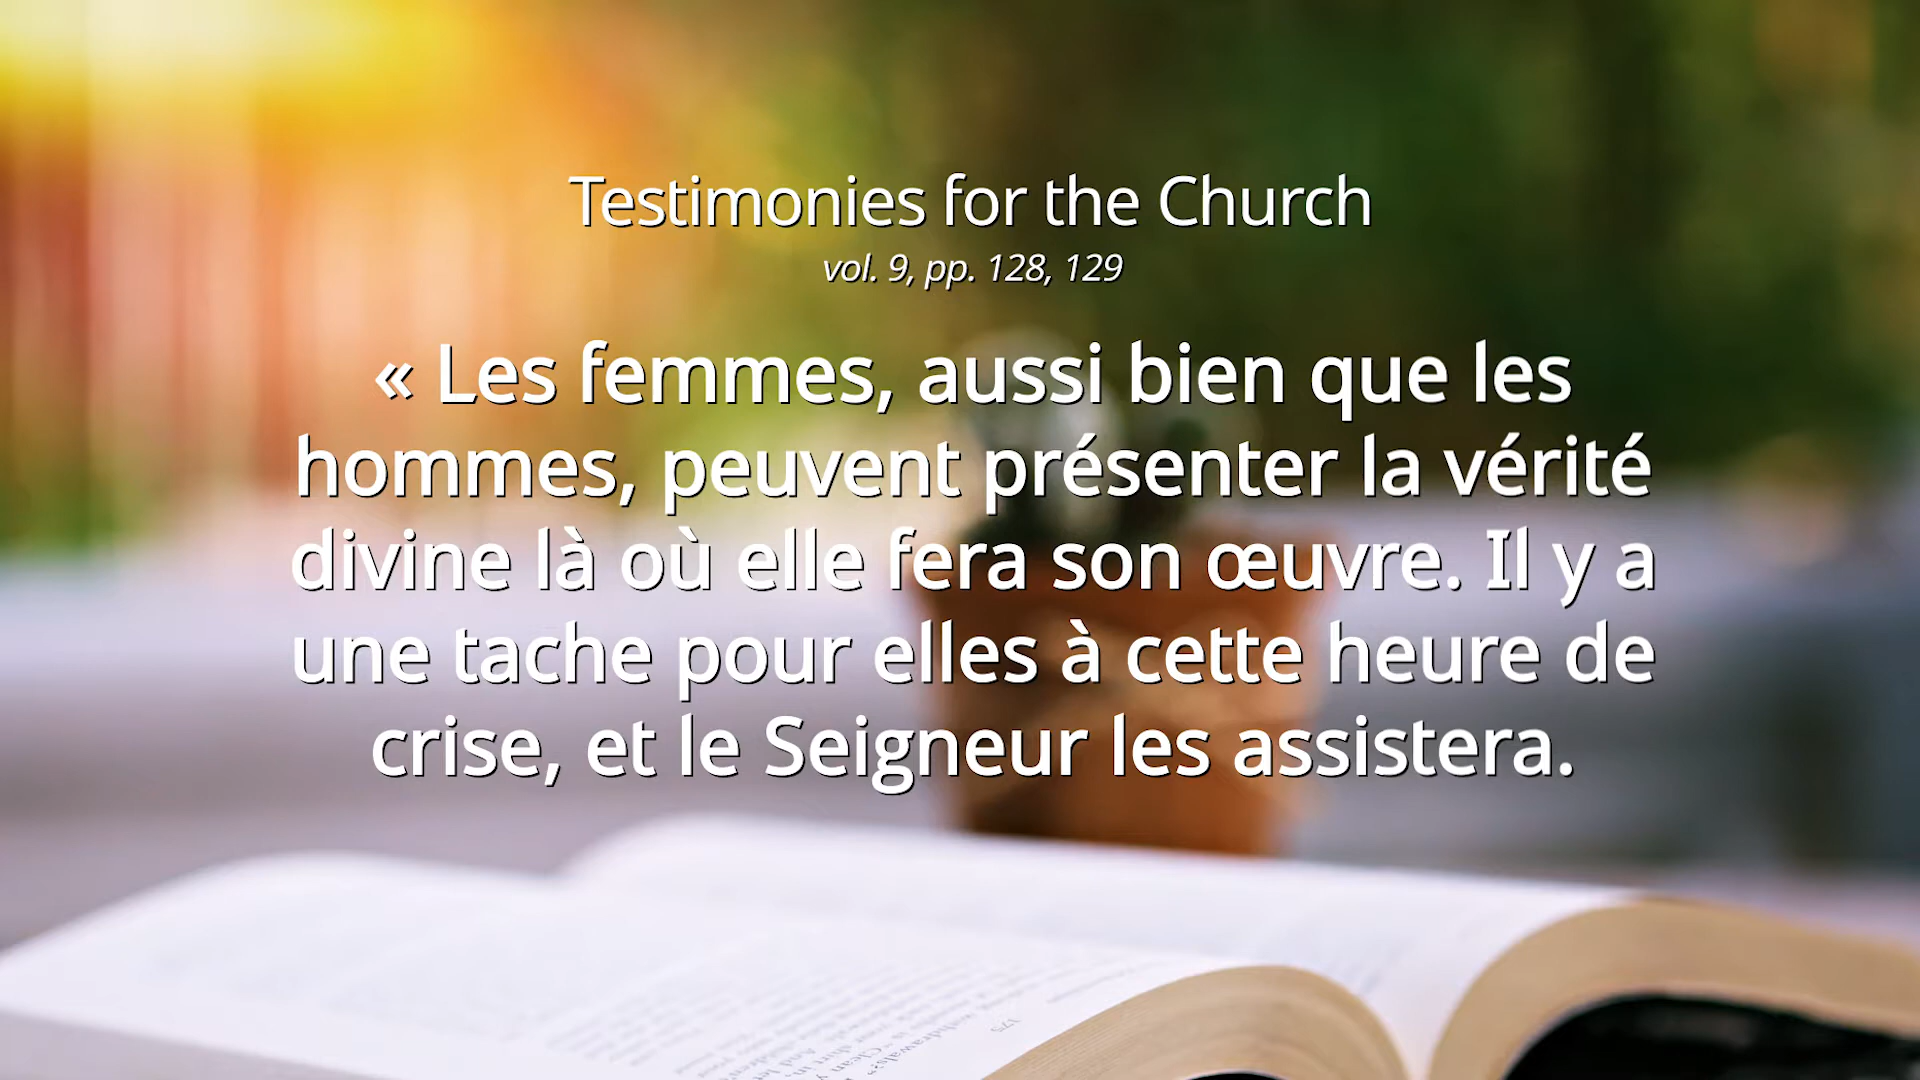 Testimonies for the Church
vol. 9, pp. 128, 129
« Les femmes, aussi bien que les
hommes, peuvent présenter la vérité
divine là où elle fera son œuvre. Il y a
une tache pour elles à cette heure de
crise, et le Seigneur les assistera.
175